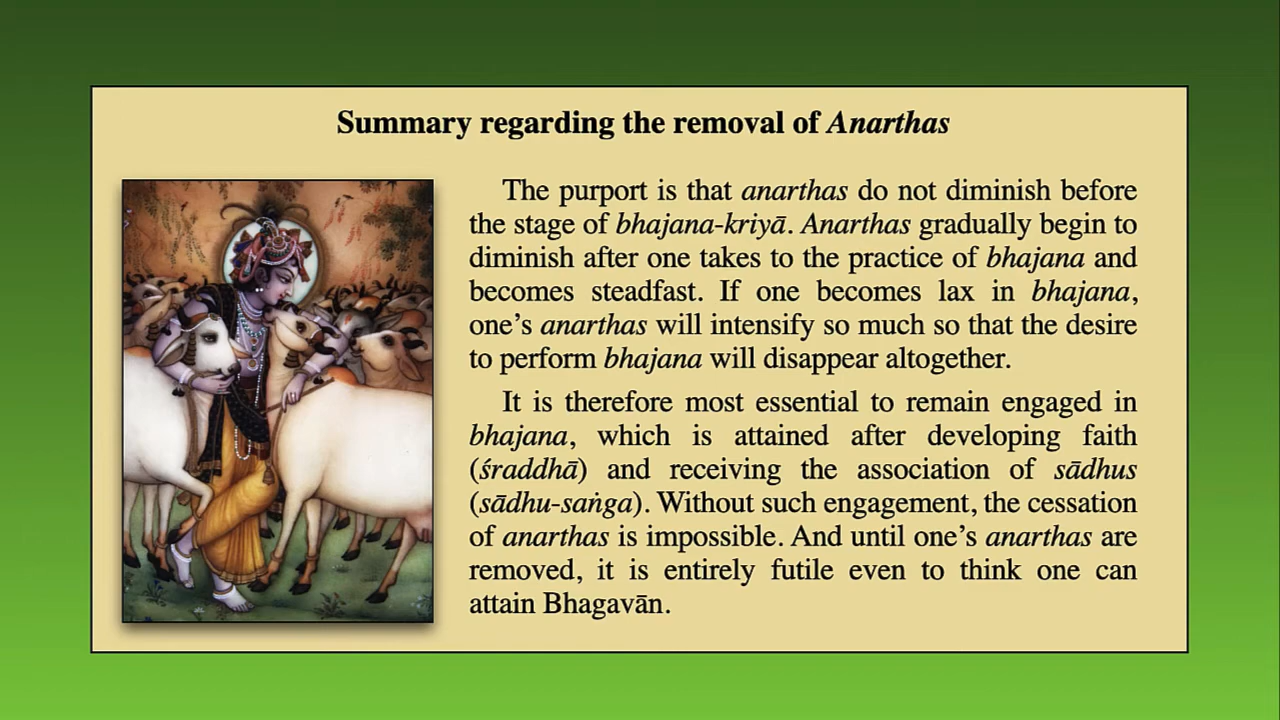 Summary regarding the removal of Anarthas
The purport is that anarthas do not diminish before
the stage of bhajana-kriyā. Anarthas gradually begin to
diminish after one takes to the practice of bhajana and
becomes steadfast. If one becomes lax in bhajana,
one’s anarthas will intensify so much so that the desire
to perform bhajana will disappear altogether.
It is therefore most essential to remain engaged in
bhajana, which is attained after developing faith
(śraddhā) and receiving the association of sādhus
(sādhu-saṅga). Without such engagement, the cessation
of anarthas is impossible. And until one’s anarthas are
removed, it is entirely futile even to think one can
attain Bhagavān.